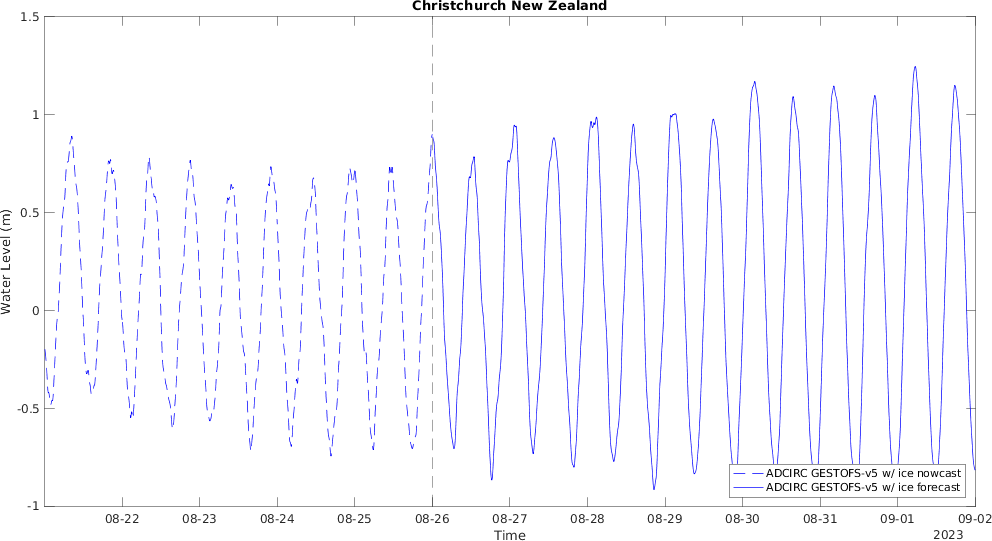 Christchurch New Zealand
1.5
1
0.5
0
-0.5
-1
Water Level (m)
ADCIRC GESTOFS-v5 w/ ice nowcast
ADCIRC GESTOFS-v5 w/ ice forecast
08-22 08-23 08-24 08-25 08-26 08-27 08-28 08-29 08-30 08-31 09-01 09-02
Time
2023